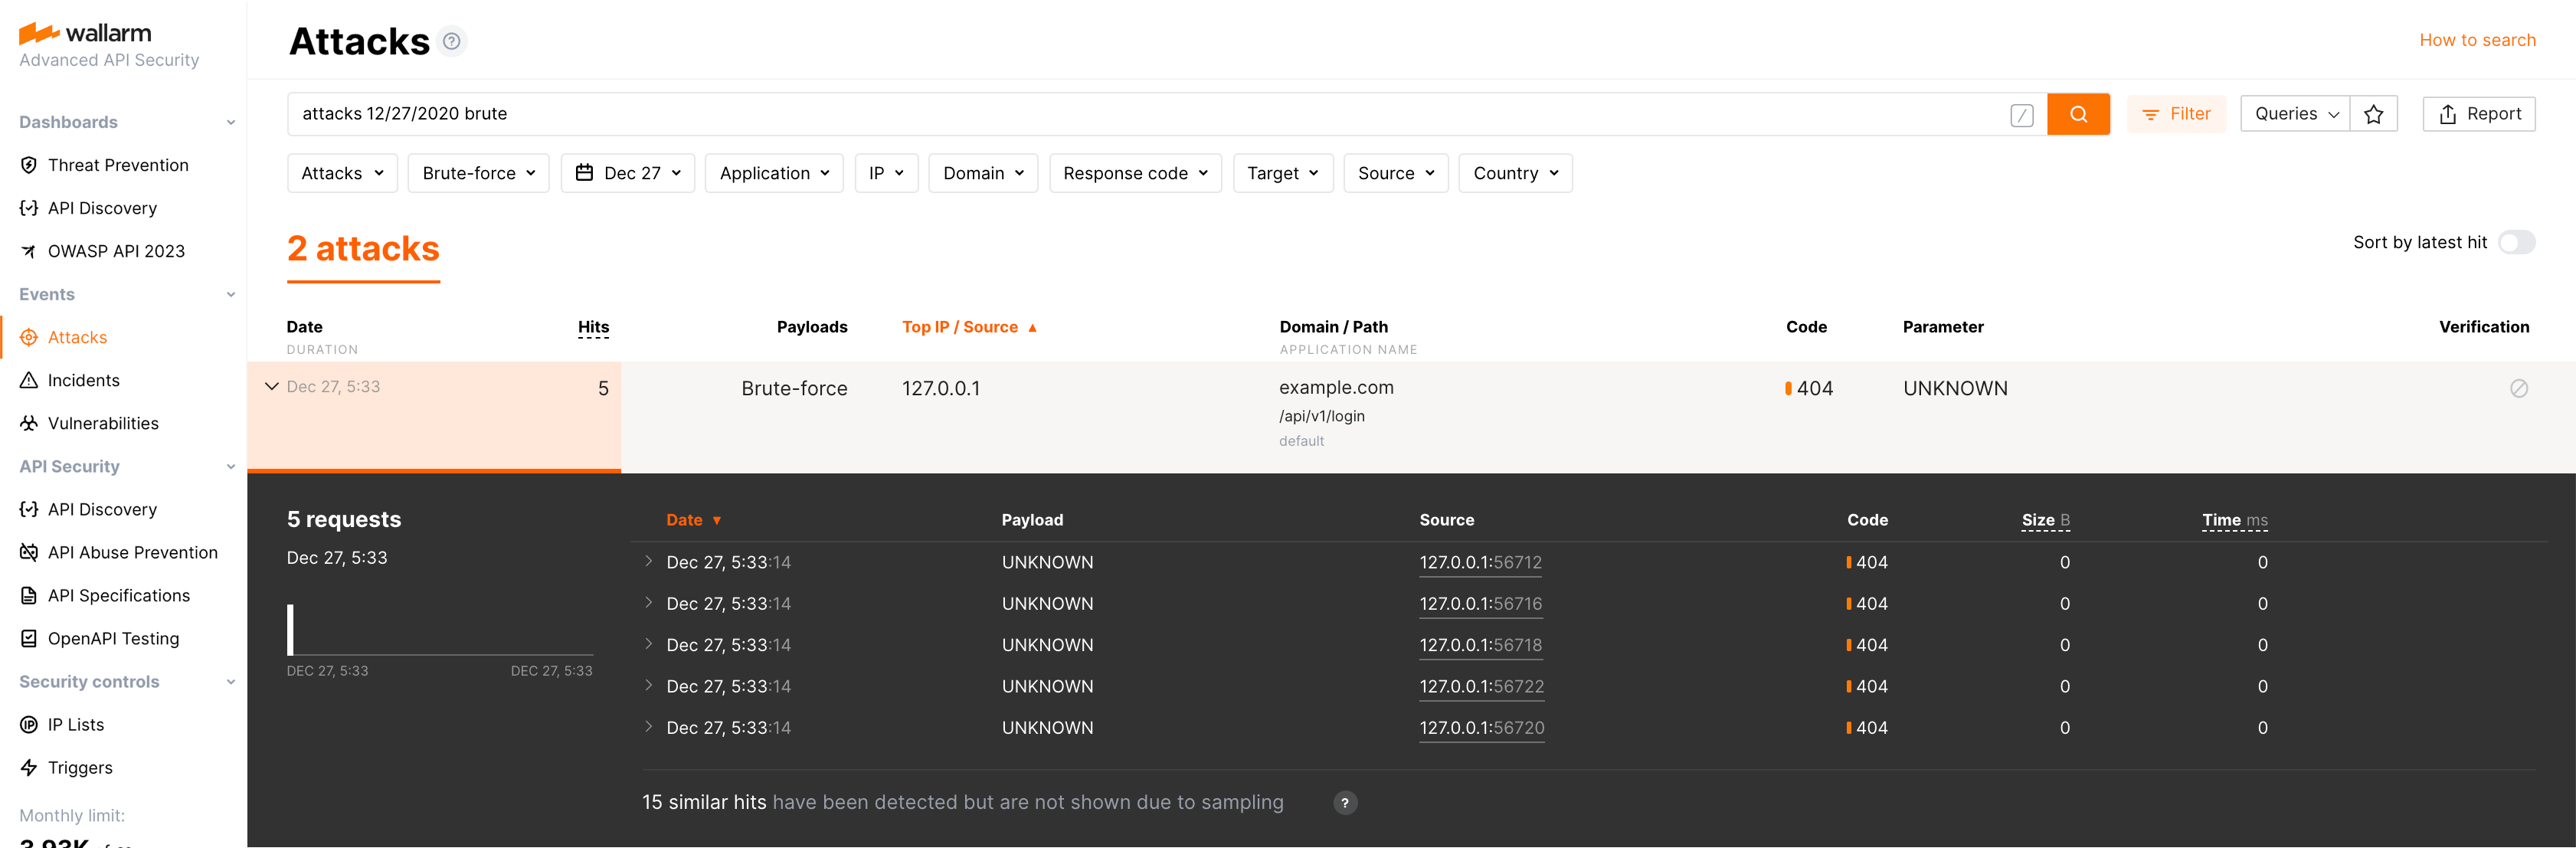 wallarm
Advanced API Security
Dashboards
Threat Prevention
API Discovery
OWASP API 2023
Events
Attacks
Incidents
Vulnerabilities
API Security
API Discovery
API Abuse Prevention
API Specifications
OpenAPI Testing
Security controls
IP Lists
Triggers
Monthly limit:
Attacks ?
How to search
attacks 12/27/2020 brute /
Filter Queries Report
Attacks Brute-force Dec 27 Application IP Domain Response code Target Source Country
2 attacks
Sort by latest hit
Date Hits Payloads Top IP / Source ▲ Domain / Path Code Parameter Verification
DURATION APPLICATION NAME
Dec 27, 5:33 5 Brute-force 127.0.0.1 example.com 404 UNKNOWN
/api/v1/login
default
5 requests
Dec 27, 5:33
DEC 27, 5:33 DEC 27, 5:33
Date ▼ Payload Source Code Size B Time ms
Dec 27, 5:33:14 UNKNOWN 127.0.0.1:56712 404 0 0
Dec 27, 5:33:14 UNKNOWN 127.0.0.1:56716 404 0 0
Dec 27, 5:33:14 UNKNOWN 127.0.0.1:56718 404 0 0
Dec 27, 5:33:14 UNKNOWN 127.0.0.1:56722 404 0 0
Dec 27, 5:33:14 UNKNOWN 127.0.0.1:56720 404 0 0
15 similar hits have been detected but are not shown due to sampling ?